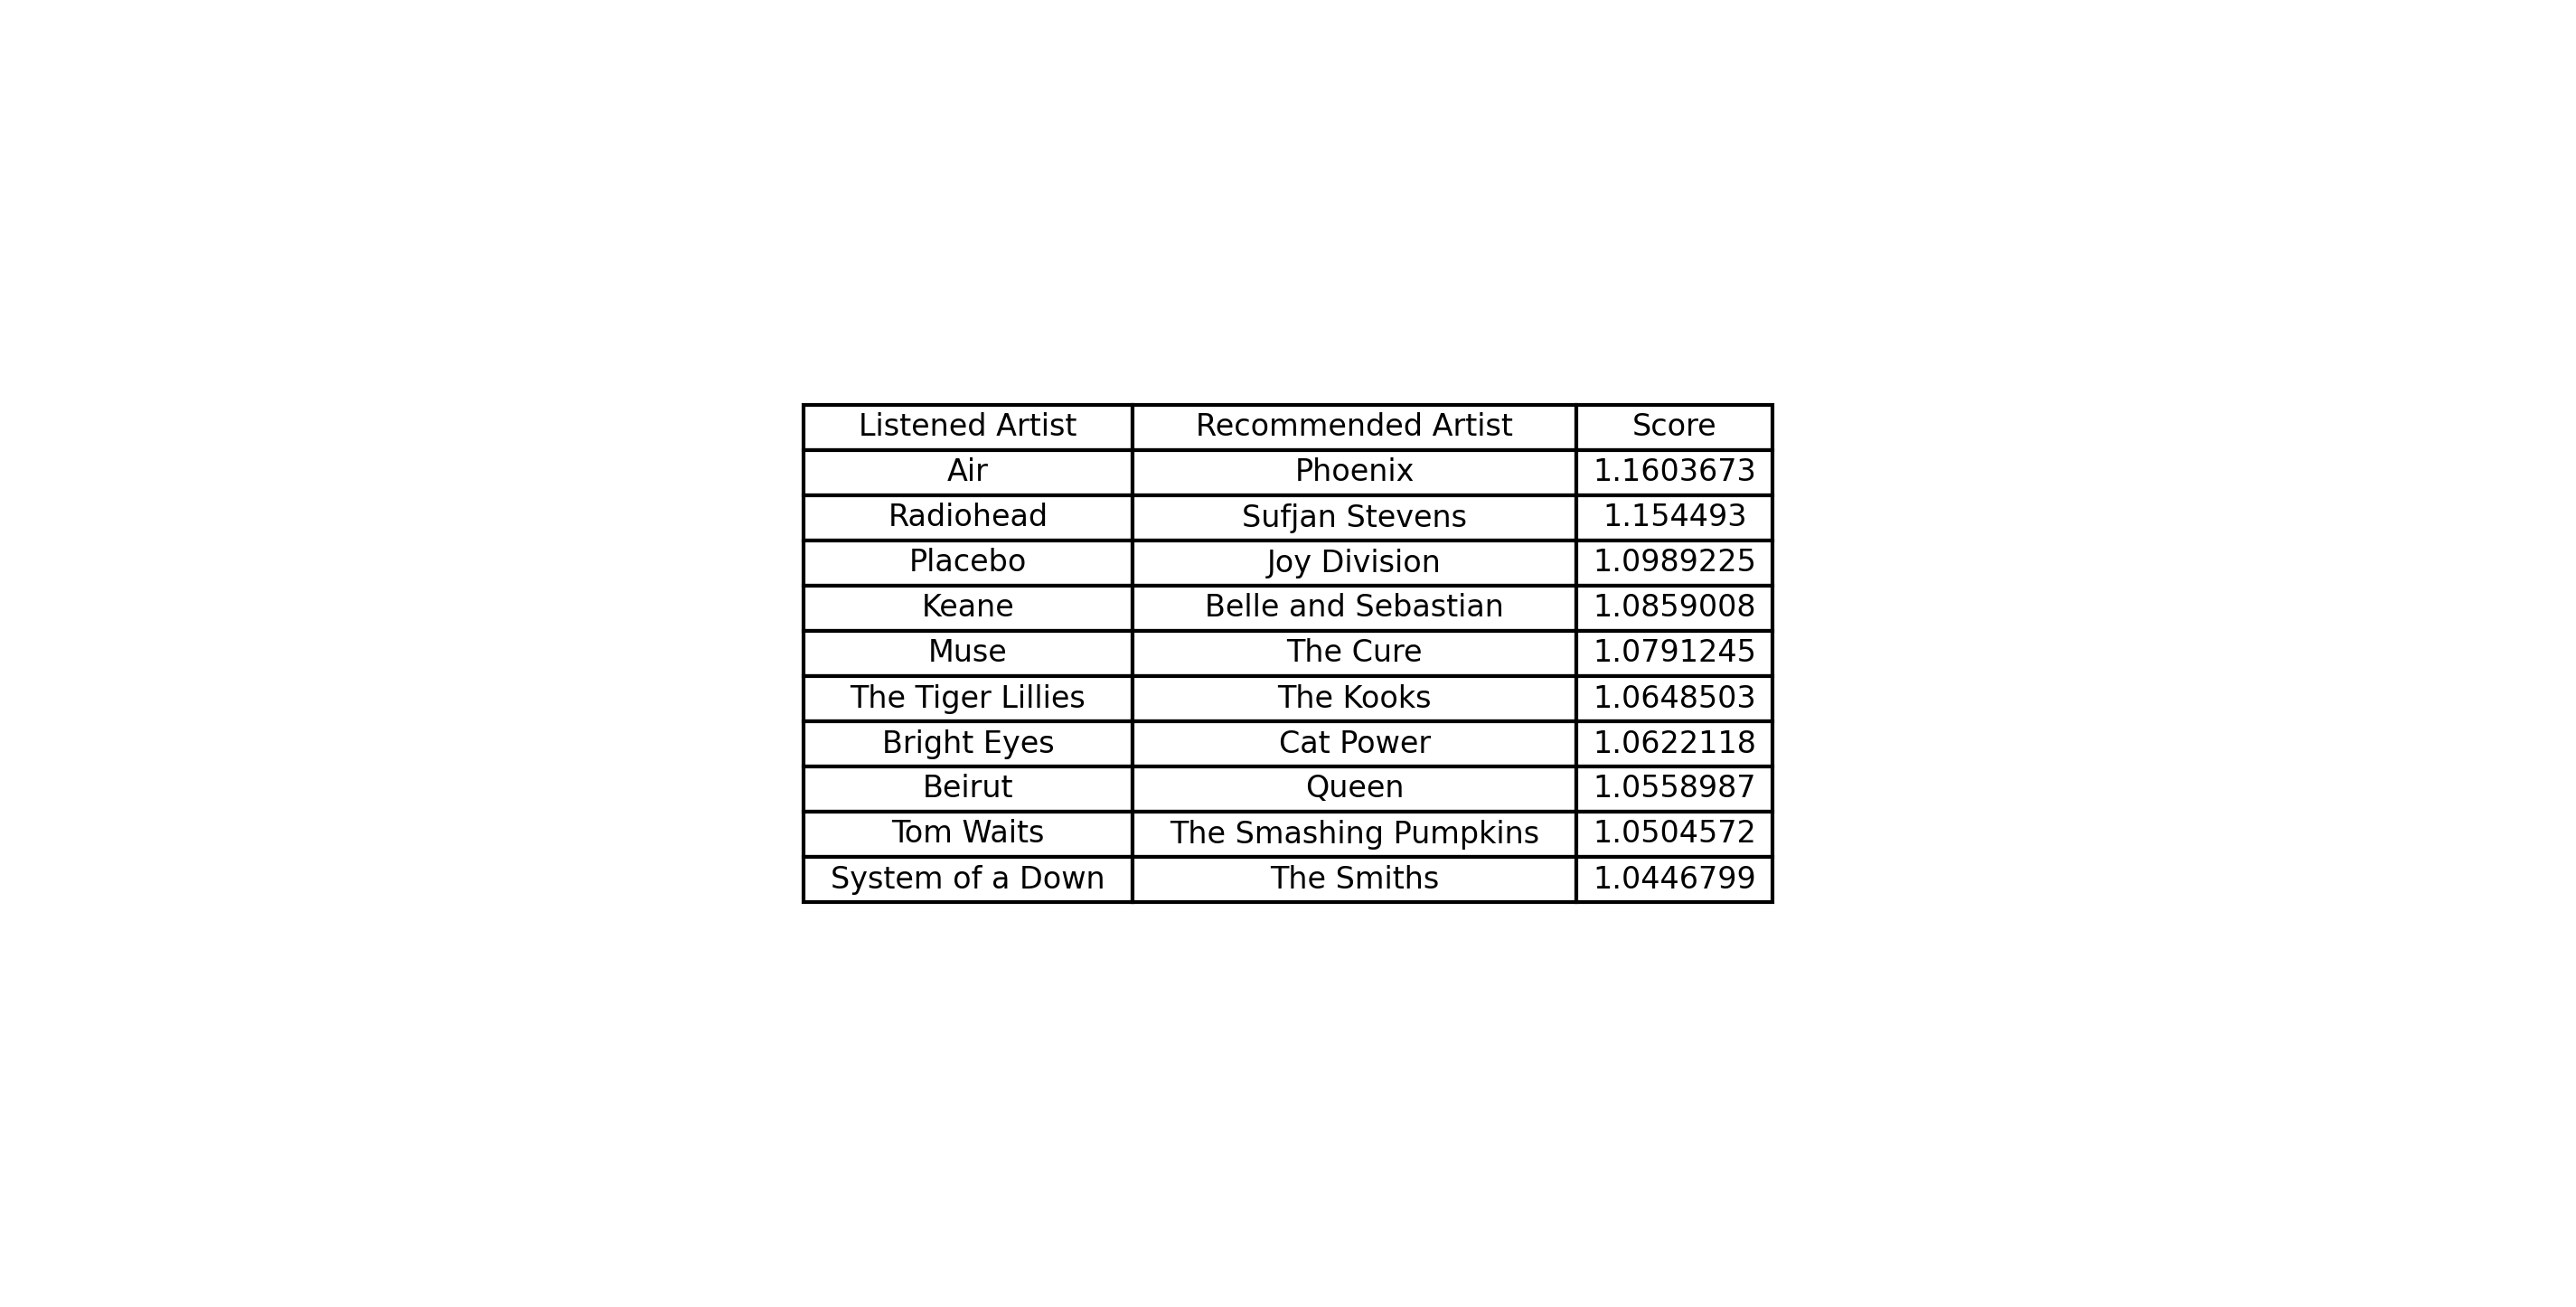 Listened Artist Recommended Artist Score
Air Phoenix 1.1603673
Radiohead Sufjan Stevens 1.154493
Placebo Joy Division 1.0989225
Keane Belle and Sebastian 1.0859008
Muse The Cure 1.0791245
The Tiger Lillies The Kooks 1.0648503
Bright Eyes Cat Power 1.0622118
Beirut Queen 1.0558987
Tom Waits The Smashing Pumpkins 1.0504572
System of a Down The Smiths 1.0446799